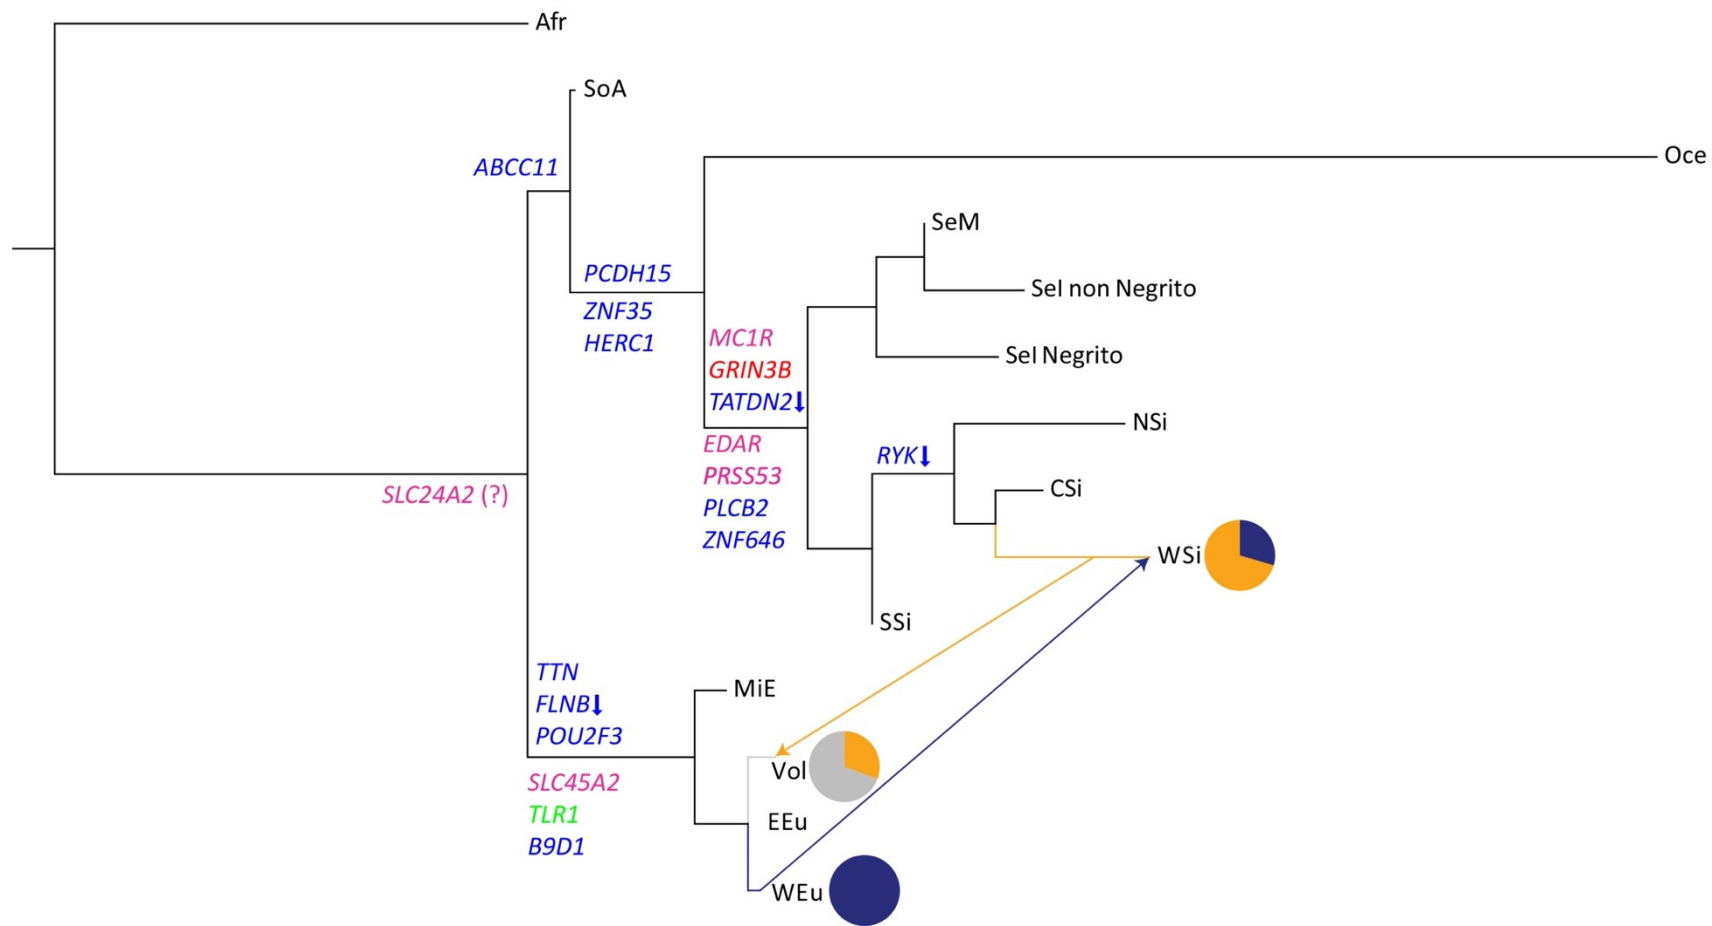 Afr
SoA
ABCC11
Oce
SeM
PCDH15
SeI non Negrito
ZNF35
HERC1
MC1R
SeI Negrito
GRIN3B
TATDN2⬇
NSi
EDAR
RYK⬇
PRSS53
SLC24A2 (?)
CSi
PLCB2
ZNF646
WSi
SSi
TTN
MiE
FLNB⬇
POU2F3
Vol
SLC45A2
TLR1
EEu
B9D1
WEu